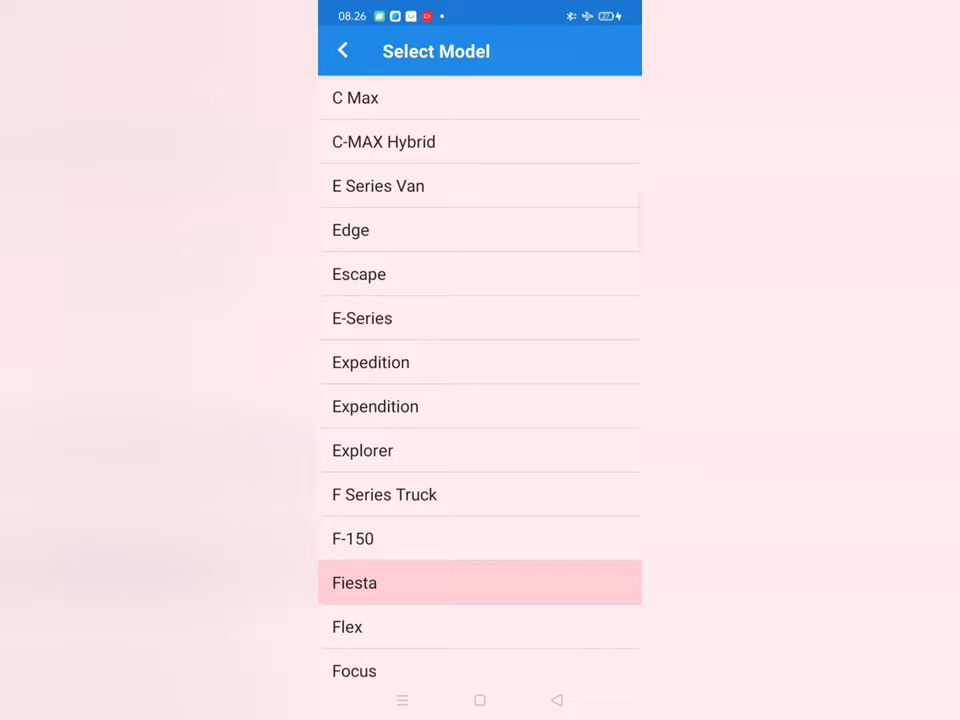 08.26
Select Model
C Max
C-MAX Hybrid
E Series Van
Edge
Escape
E-Series
Expedition
Expendition
Explorer
F Series Truck
F-150
Fiesta
Flex
Focus